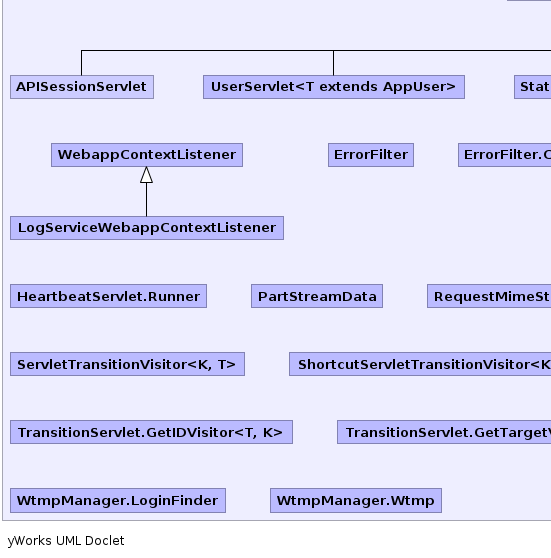 APISessionServlet UserServlet<T extends AppUser> Stat
WebappContextListener ErrorFilter ErrorFilter.C
LogServiceWebappContextListener
HeartbeatServlet.Runner PartStreamData RequestMimeSt
ServletTransitionVisitor<K, T> ShortcutServletTransitionVisitor<K
TransitionServlet.GetIDVisitor<T, K> TransitionServlet.GetTargetV
WtmpManager.LoginFinder WtmpManager.Wtmp
yWorks UML Doclet